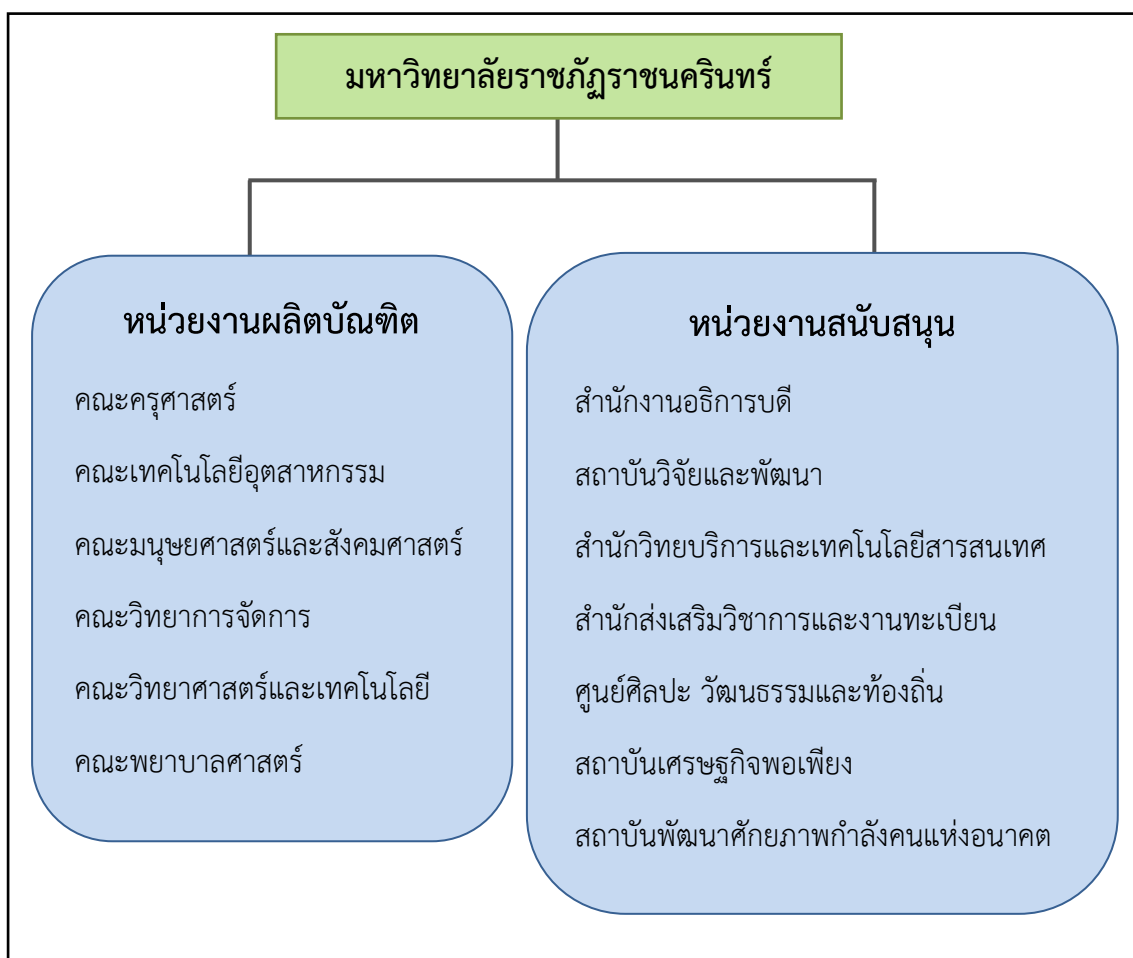 มหาวิทยาลัยราชภัฏราชนครินทร์
หน่วยงานผลิตบัณฑิต
คณะครุศาสตร์
คณะเทคโนโลยีอุตสาหกรรม
คณะมนุษยศาสตร์และสังคมศาสตร์
คณะวิทยาการจัดการ
คณะวิทยาศาสตร์และเทคโนโลยี
คณะพยาบาลศาสตร์
หน่วยงานสนับสนุน
สำนักงานอธิการบดี
สถาบันวิจัยและพัฒนา
สำนักวิทยบริการและเทคโนโลยีสารสนเทศ
สำนักส่งเสริมวิชาการและงานทะเบียน
ศูนย์ศิลปะ วัฒนธรรมและท้องถิ่น
สถาบันเศรษฐกิจพอเพียง
สถาบันพัฒนาศักยภาพกำลังคนแห่งอนาคต